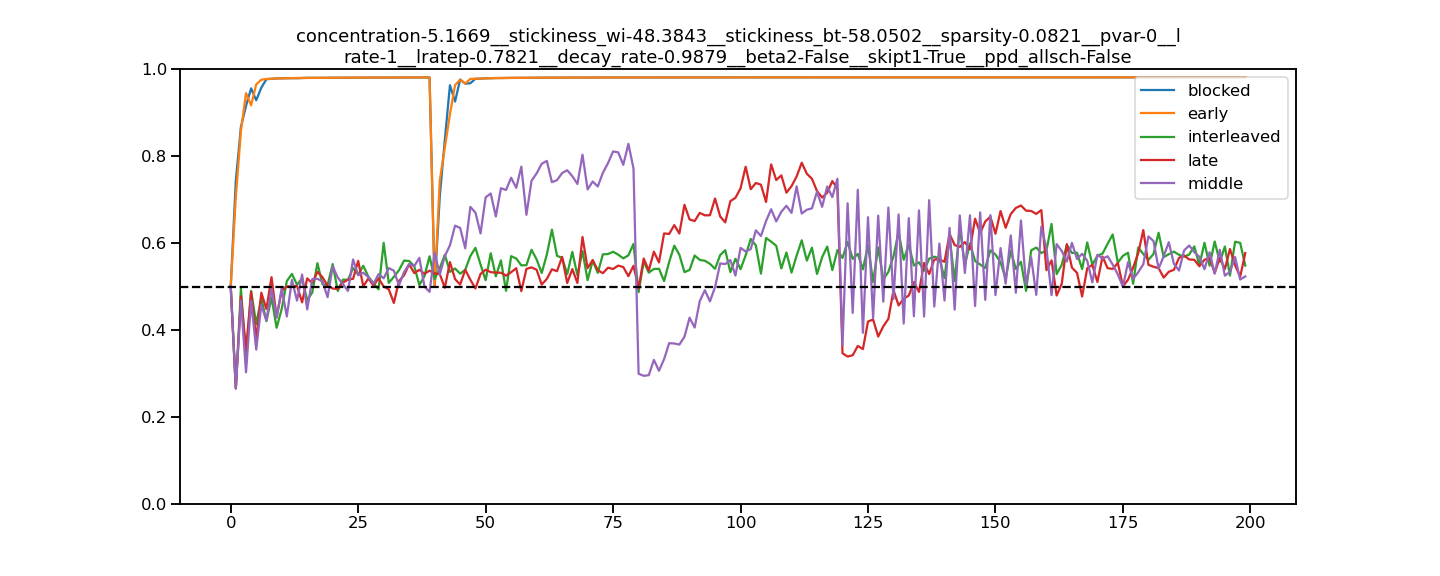 concentration-5.1669__stickiness_wi-48.3843__stickiness_bt-58.0502__sparsity-0.0821__pvar-0__l
rate-1__lratep-0.7821__decay_rate-0.9879__beta2-False__skipt1-True__ppd_allsch-False
1.0
0.8
0.6
0.4
0.2
0.0
blocked
early
interleaved
late
middle
0 25 50 75 100 125 150 175 200